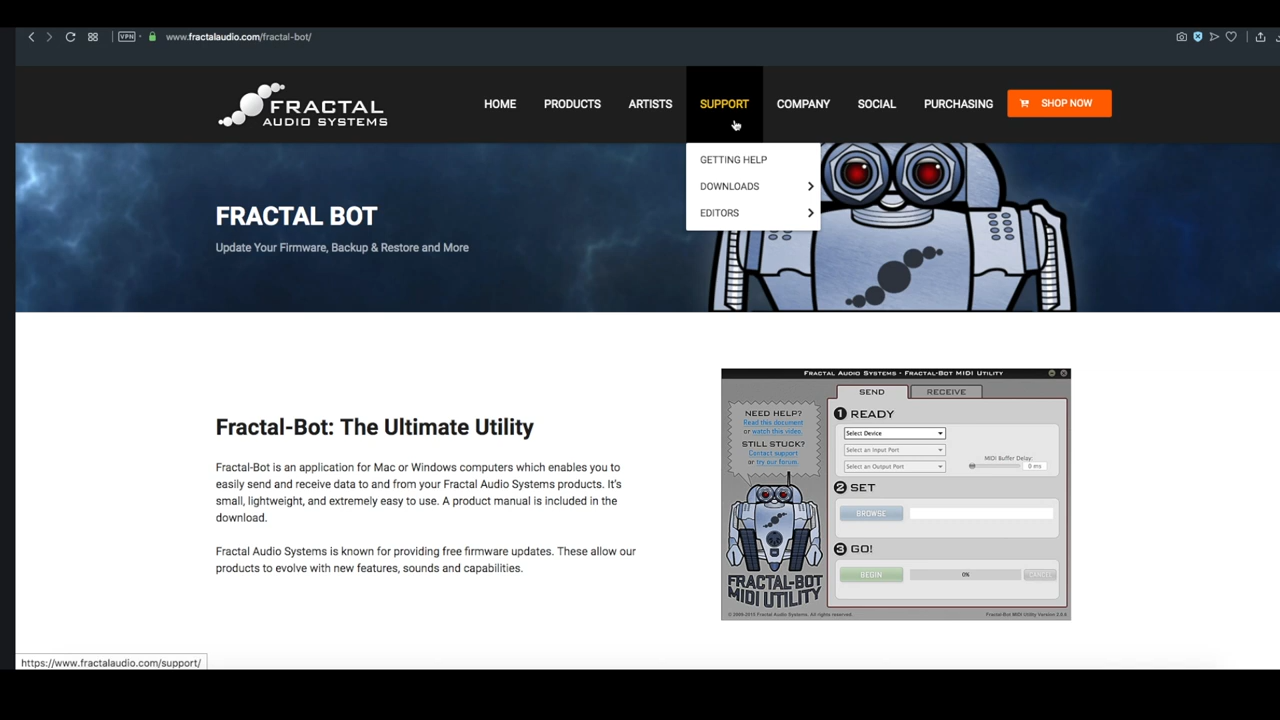 VPN
www.fractalaudio.com/fractal-bot/
FRACTAL
AUDIO SYSTEMS
HOME
PRODUCTS
ARTISTS
SUPPORT
COMPANY
SOCIAL
PURCHASING
SHOP NOW
GETTING HELP
DOWNLOADS
EDITORS
FRACTAL BOT
Update Your Firmware, Backup & Restore and More
Fractal-Bot: The Ultimate Utility
Fractal-Bot is an application for Mac or Windows computers which enables you to
easily send and receive data to and from your Fractal Audio Systems products. It's
small, lightweight, and extremely easy to use. A product manual is included in the
download.
Fractal Audio Systems is known for providing free firmware updates. These allow our
products to evolve with new features, sounds and capabilities.
FRACTAL AUDIO SYSTEMS - FRACTAL-BOT MIDI UTILITY
SEND
RECEIVE
NEED HELP?
Read this document
or watch this video.
STILL STUCK?
Contact support
or try our forum.
FRACTAL-BOT
MIDI UTILITY
1 READY
Select Device
Select an Input Port
Select an Output Port
MIDI Buffer Delay:
0 ms
2 SET
BROWSE
3 GO!
BEGIN
0%
CANCEL
https://www.fractalaudio.com/support/